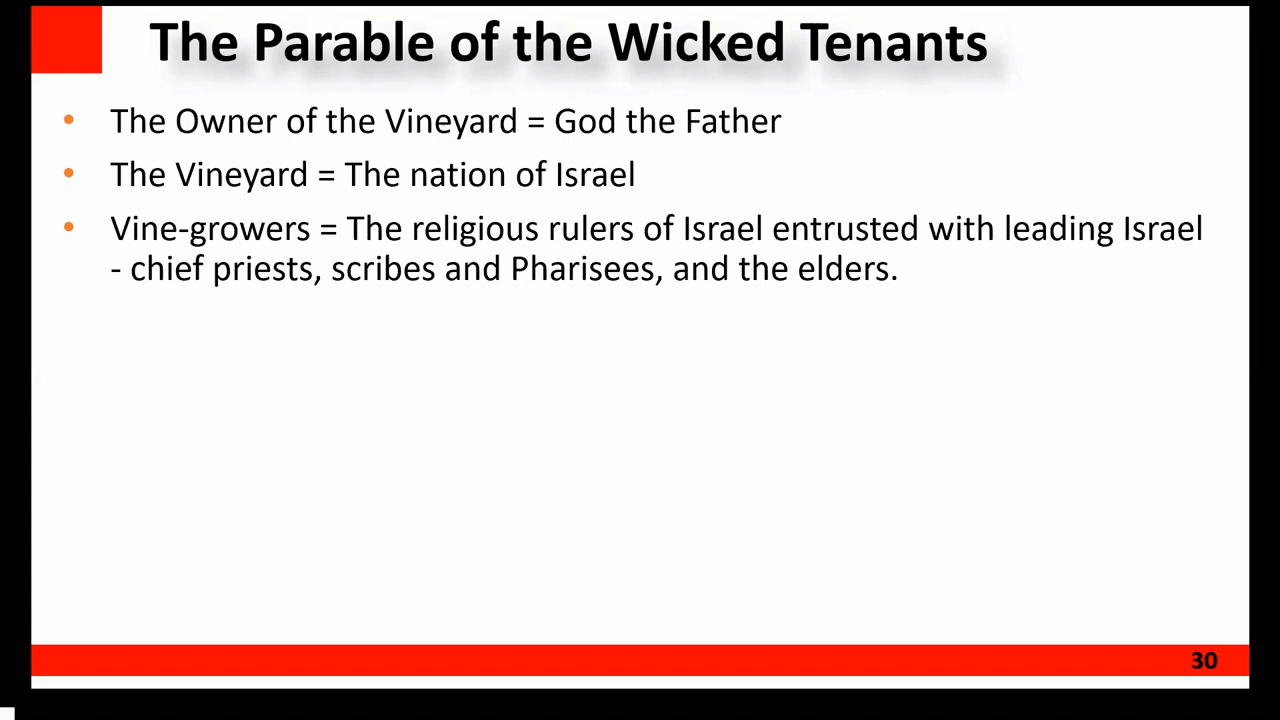 The Parable of the Wicked Tenants
• The Owner of the Vineyard = God the Father
• The Vineyard = The nation of Israel
• Vine-growers = The religious rulers of Israel entrusted with leading Israel
- chief priests, scribes and Pharisees, and the elders.
30